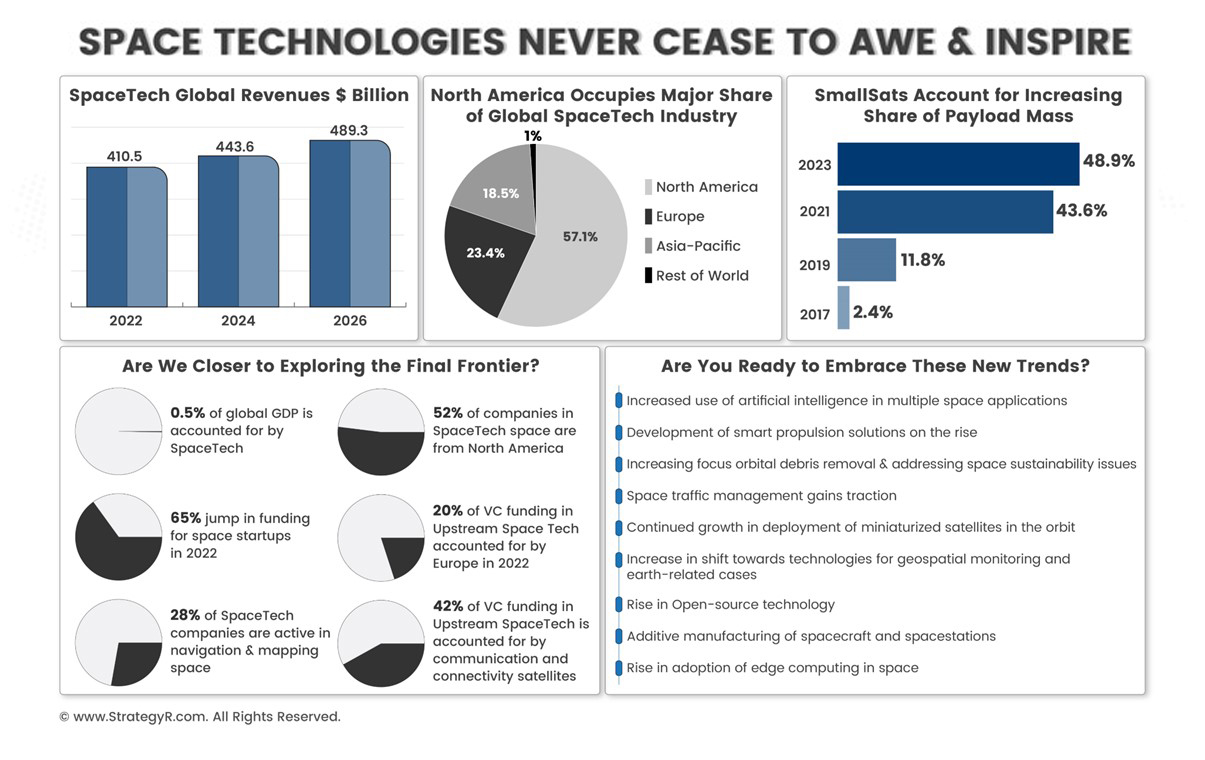 SPACE TECHNOLOGIES NEVER CEASE TO AWE & INSPIRE
SpaceTech Global Revenues $ Billion
410.5
443.6
489.3
2022
2024
2026
North America Occupies Major Share
of Global SpaceTech Industry
1%
18.5%
23.4%
57.1%
North America
Europe
Asia-Pacific
Rest of World
SmallSats Account for Increasing
Share of Payload Mass
2023 48.9%
2021 43.6%
2019 11.8%
2017 2.4%
Are We Closer to Exploring the Final Frontier?
0.5% of global GDP is
accounted for by
SpaceTech
52% of companies in
SpaceTech space are
from North America
65% jump in funding
for space startups
in 2022
20% of VC funding in
Upstream Space Tech
accounted for by
Europe in 2022
28% of SpaceTech
companies are active in
navigation & mapping
space
42% of VC funding in
Upstream SpaceTech is
accounted for by
communication and
connectivity satellites
Are You Ready to Embrace These New Trends?
Increased use of artificial intelligence in multiple space applications
Development of smart propulsion solutions on the rise
Increasing focus orbital debris removal & addressing space sustainability issues
Space traffic management gains traction
Continued growth in deployment of miniaturized satellites in the orbit
Increase in shift towards technologies for geospatial monitoring and
earth-related cases
Rise in Open-source technology
Additive manufacturing of spacecraft and spacestations
Rise in adoption of edge computing in space
© www.StrategyR.com. All Rights Reserved.